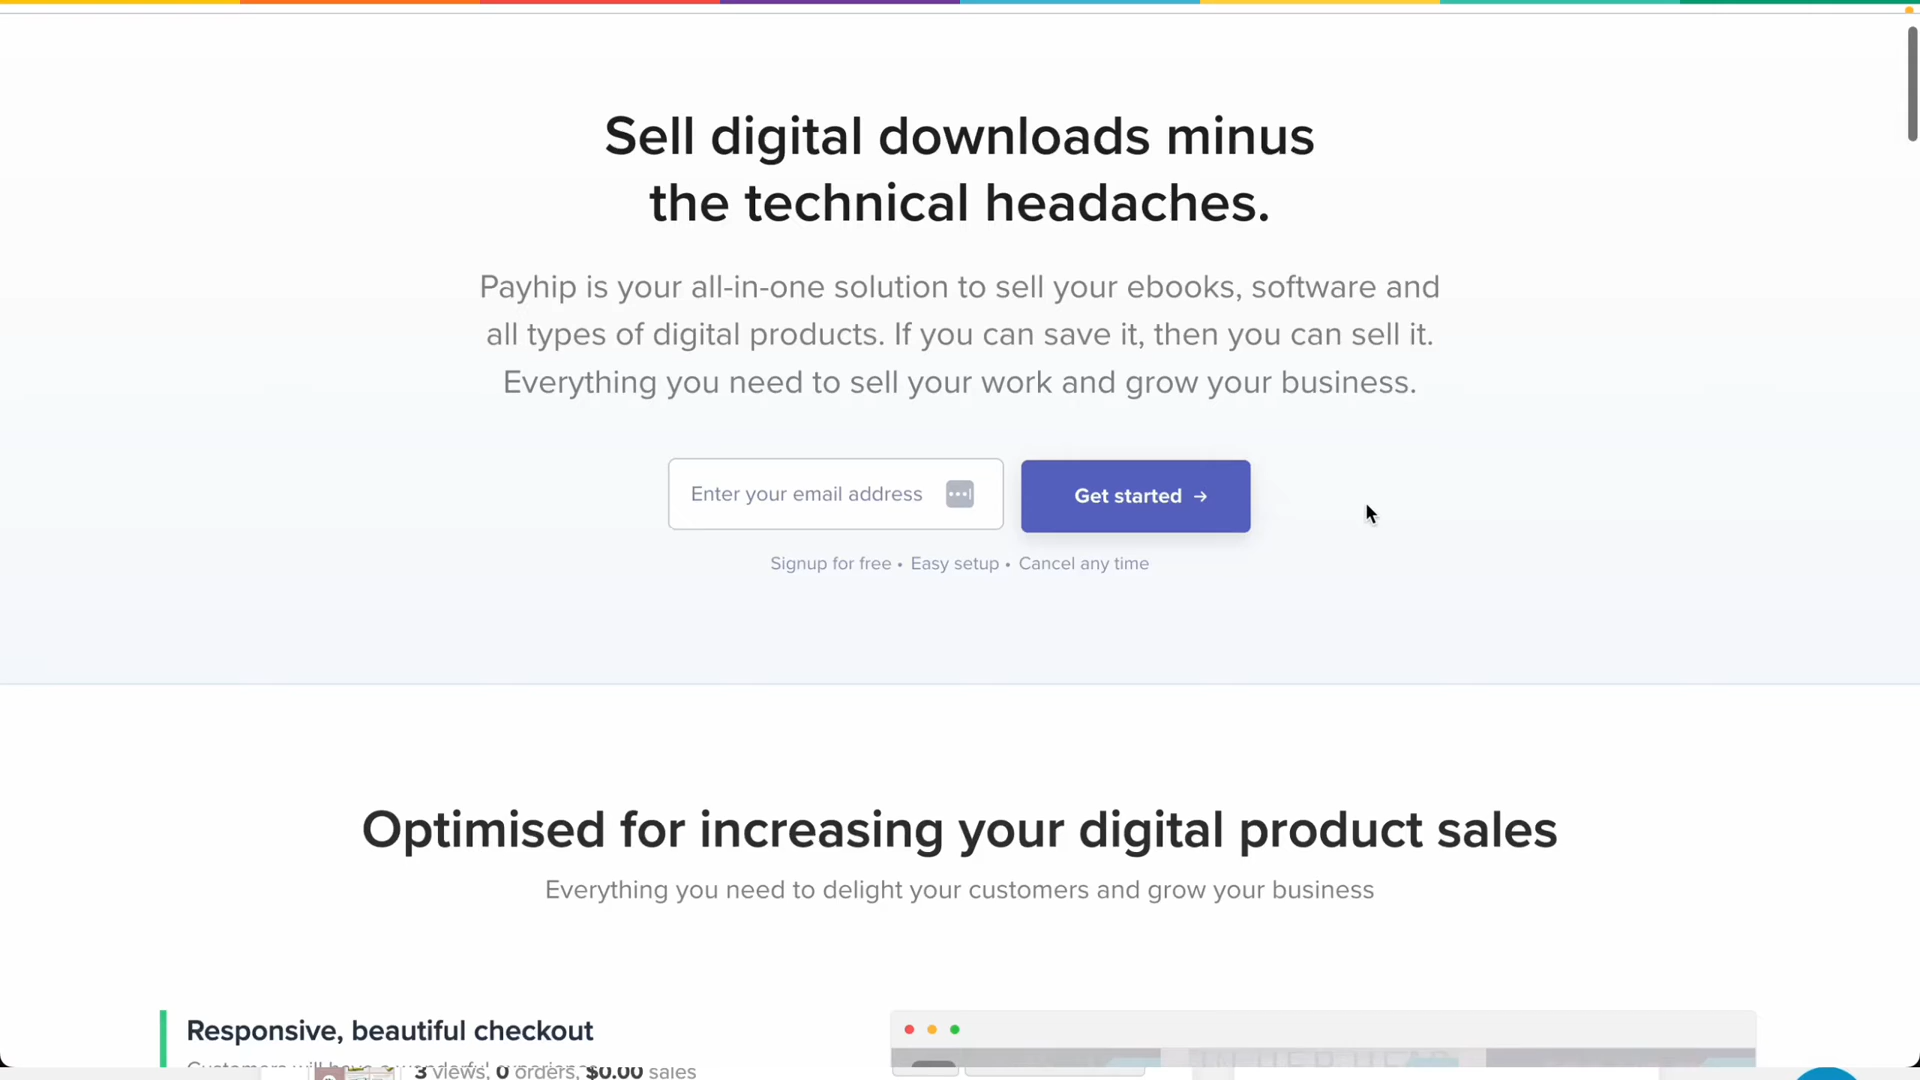 Sell digital downloads minus
the technical headaches.
Payhip is your all-in-one solution to sell your ebooks, software and
all types of digital products. If you can save it, then you can sell it.
Everything you need to sell your work and grow your business.
Enter your email address
Get started →
Signup for free • Easy setup • Cancel any time
Optimised for increasing your digital product sales
Everything you need to delight your customers and grow your business
Responsive, beautiful checkout
3 views, 0 orders, $0.00 sales